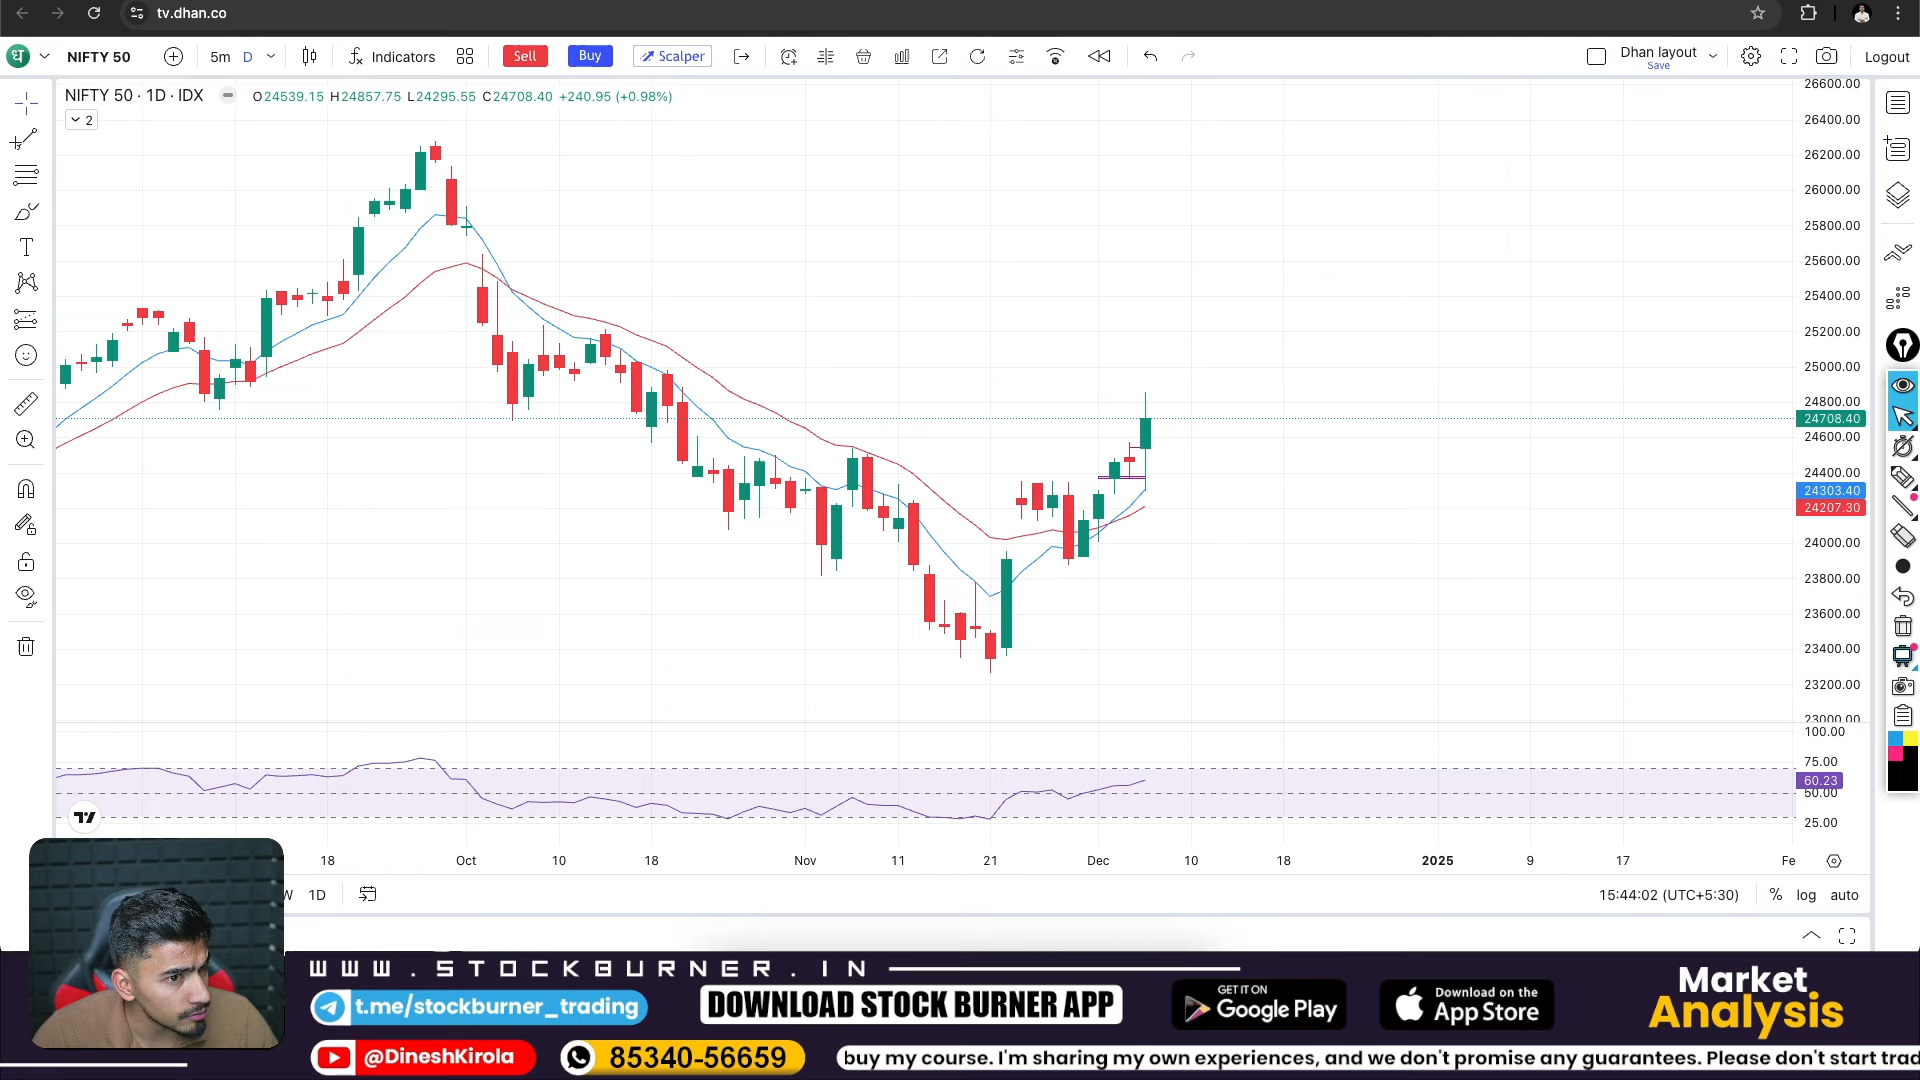 tv.dhan.co
ध
NIFTY 50
5m
D
Indicators
Sell
Buy
Scalper
Dhan layout
Save
Logout
NIFTY 50 · 1D · IDX
O24539.15 H24857.75 L24295.55 C24708.40 +240.95 (+0.98%)
2
26600.00
26400.00
26200.00
26000.00
25800.00
25600.00
25400.00
25200.00
25000.00
24800.00
24708.40
24600.00
24400.00
24303.40
24207.30
24000.00
23800.00
23600.00
23400.00
23200.00
23000.00
100.00
75.00
60.23
50.00
25.00
18
Oct
10
18
Nov
11
21
Dec
10
18
2025
9
17
Fe
W 1D
15:44:02 (UTC+5:30)
%
log
auto
WWW.STOCKBURNER.IN
t.me/stockburner_trading
DOWNLOAD STOCK BURNER APP
GET IT ON
Google Play
Download on the
App Store
Market
Analysis
@DineshKirola
85340-56659
buy my course. I'm sharing my own experiences, and we don't promise any guarantees. Please don't start trad